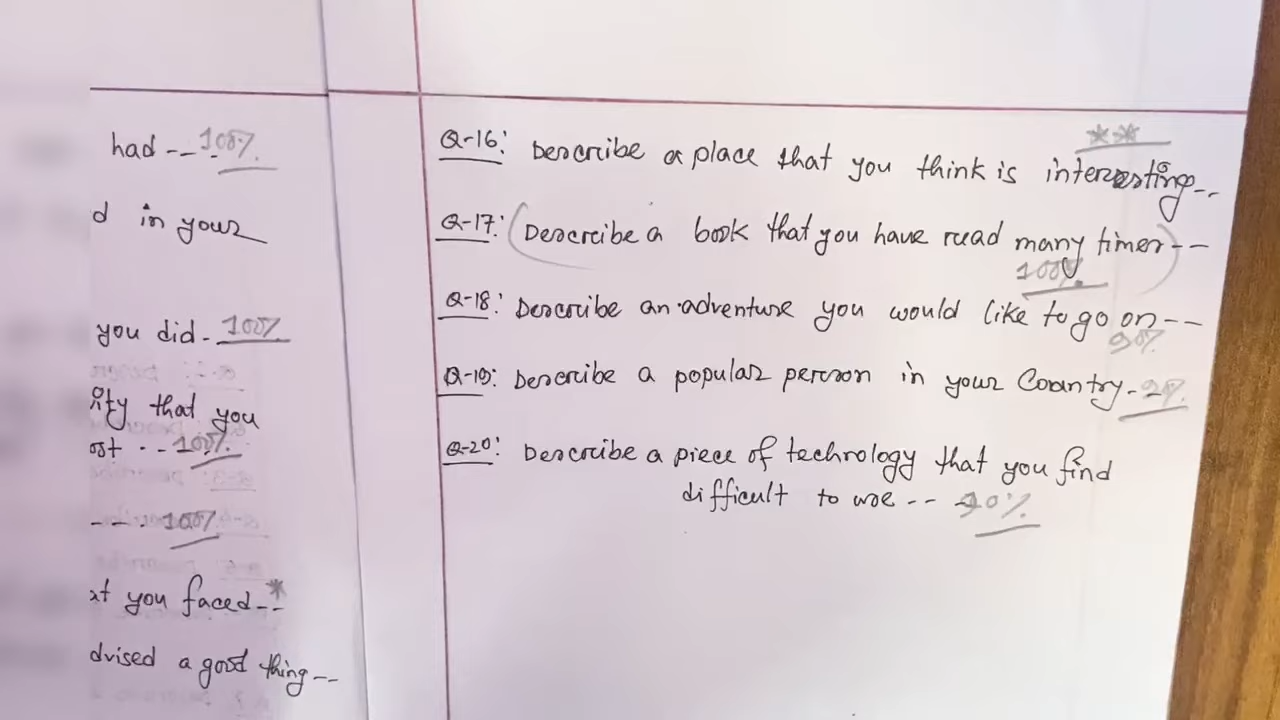 had -- 100%
d in your
you did - 100%
ity that you
ost -- 100%
---- 100%
at you faced-- *
dvised a good thing--
**
Q-16: Describe a place that you think is interesting--
Q-17: (Describe a book that you have read many times--)
100%
Q-18: Describe an adventure you would like to go on--
90%
Q-19: Describe a popular person in your Country-
Q-20: Describe a piece of technology that you find
difficult to use -- 90%